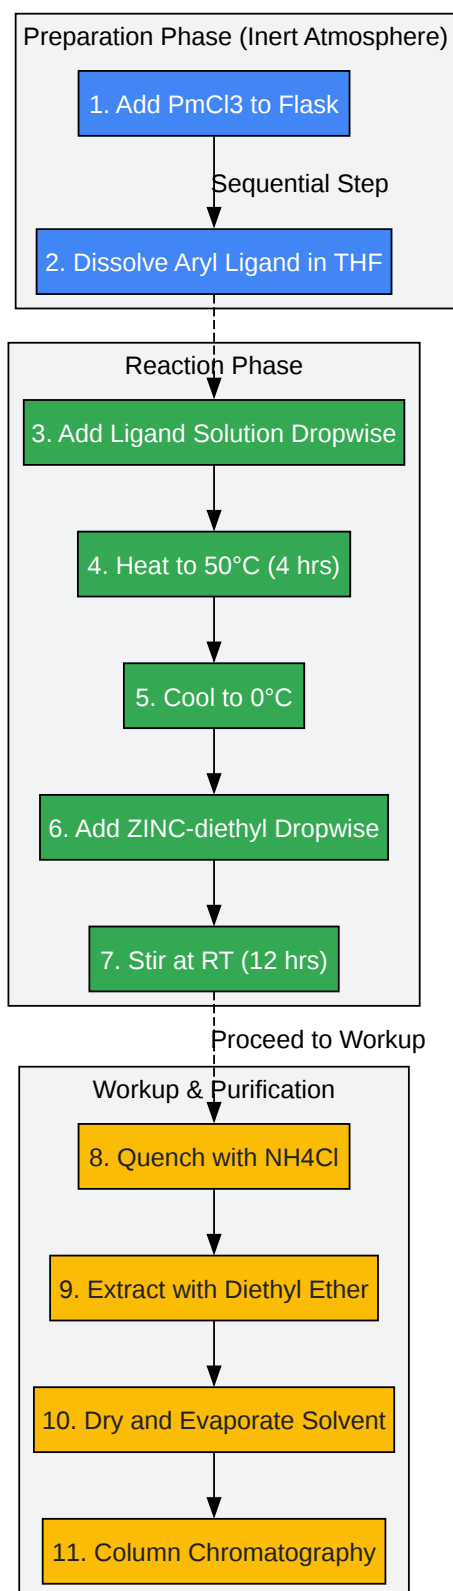 Preparation Phase (Inert Atmosphere)
1. Add PmCl3 to Flask
Sequential Step
2. Dissolve Aryl Ligand in THF
Reaction Phase
3. Add Ligand Solution Dropwise
4. Heat to 50°C (4 hrs)
5. Cool to 0°C
6. Add ZINC-diethyl Dropwise
7. Stir at RT (12 hrs)
Proceed to Workup
Workup & Purification
8. Quench with NH4Cl
9. Extract with Diethyl Ether
10. Dry and Evaporate Solvent
11. Column Chromatography